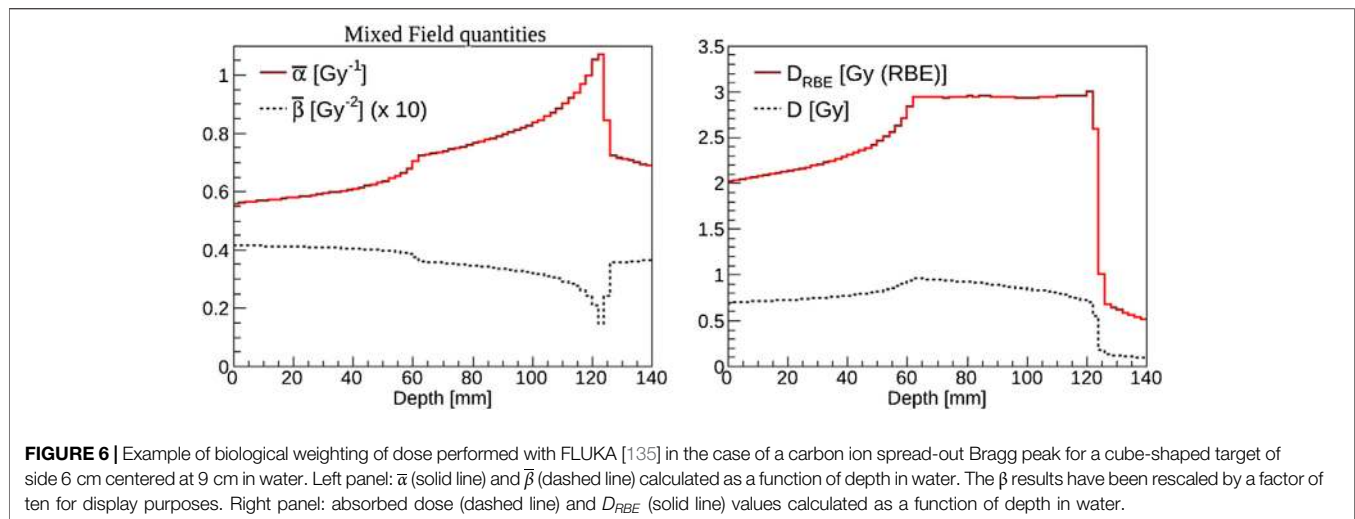 Mixed Field quantities
α̅ [Gy⁻¹]
β̅ [Gy⁻²] (x 10)
1
0.8
0.6
0.4
0.2
0
0 20 40 60 80 100 120 140
Depth [mm]
D_RBE [Gy (RBE)]
D [Gy]
3.5
3
2.5
2
1.5
1
0.5
0
0 20 40 60 80 100 120 140
Depth [mm]
FIGURE 6 | Example of biological weighting of dose performed with FLUKA [135] in the case of a carbon ion spread-out Bragg peak for a cube-shaped target of
side 6 cm centered at 9 cm in water. Left panel: α̅ (solid line) and β̅ (dashed line) calculated as a function of depth in water. The β results have been rescaled by a factor of
ten for display purposes. Right panel: absorbed dose (dashed line) and D_RBE (solid line) values calculated as a function of depth in water.